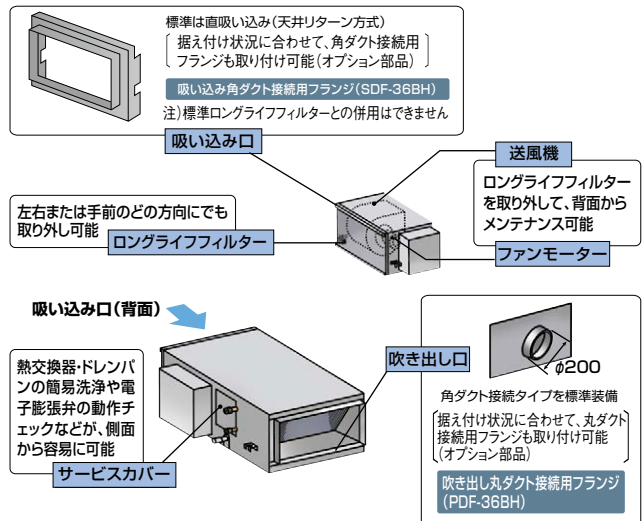 標準は直吸い込み(天井リターン方式)
据え付け状況に合わせて、角ダクト接続用
フランジも取り付け可能(オプション部品)
吸い込み角ダクト接続用フランジ(SDF-36BH)
注)標準ロングライフフィルターとの併用はできません
吸い込み口
送風機
ロングライフフィルター
を取り外して、背面から
メンテナンス可能
ファンモーター
左右または手前のどの方向にでも
取り外し可能
ロングライフフィルター
吸い込み口(背面)
熱交換器・ドレンパ
ンの簡易洗浄や電
子膨張弁の動作チ
ェックなどが、側面
から容易に可能
サービスカバー
吹き出し口
φ200
角ダクト接続タイプを標準装備
据え付け状況に合わせて、丸ダクト
接続用フランジも取り付け可能
(オプション部品)
吹き出し丸ダクト接続用フランジ
(PDF-36BH)